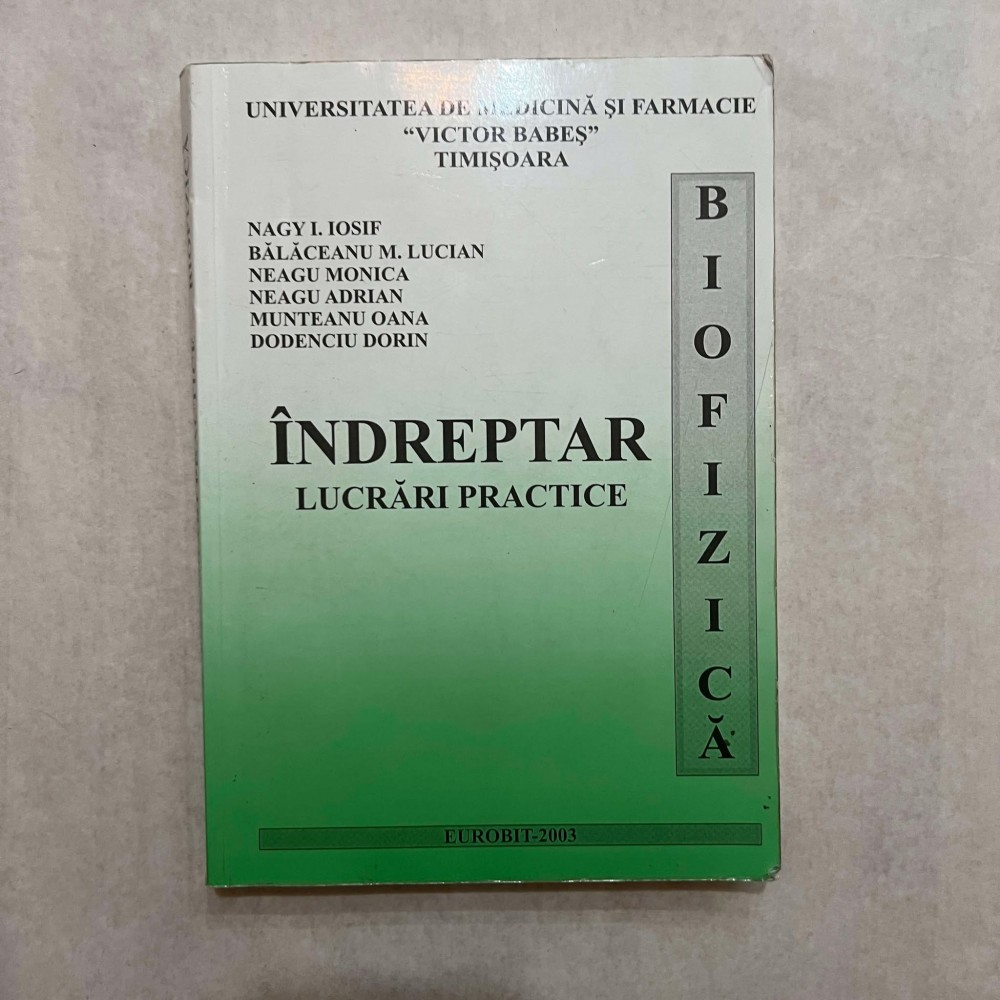 UNIVERSITATEA DE MEDICINĂ ŞI FARMACIE
“VICTOR BABEŞ”
TIMIŞOARA
NAGY I. IOSIF
BĂLĂCEANU M. LUCIAN
NEAGU MONICA
NEAGU ADRIAN
MUNTEANU OANA
DODENCIU DORIN
ÎNDREPTAR
LUCRĂRI PRACTICE
BIOFIZICĂ
EUROBIT-2003